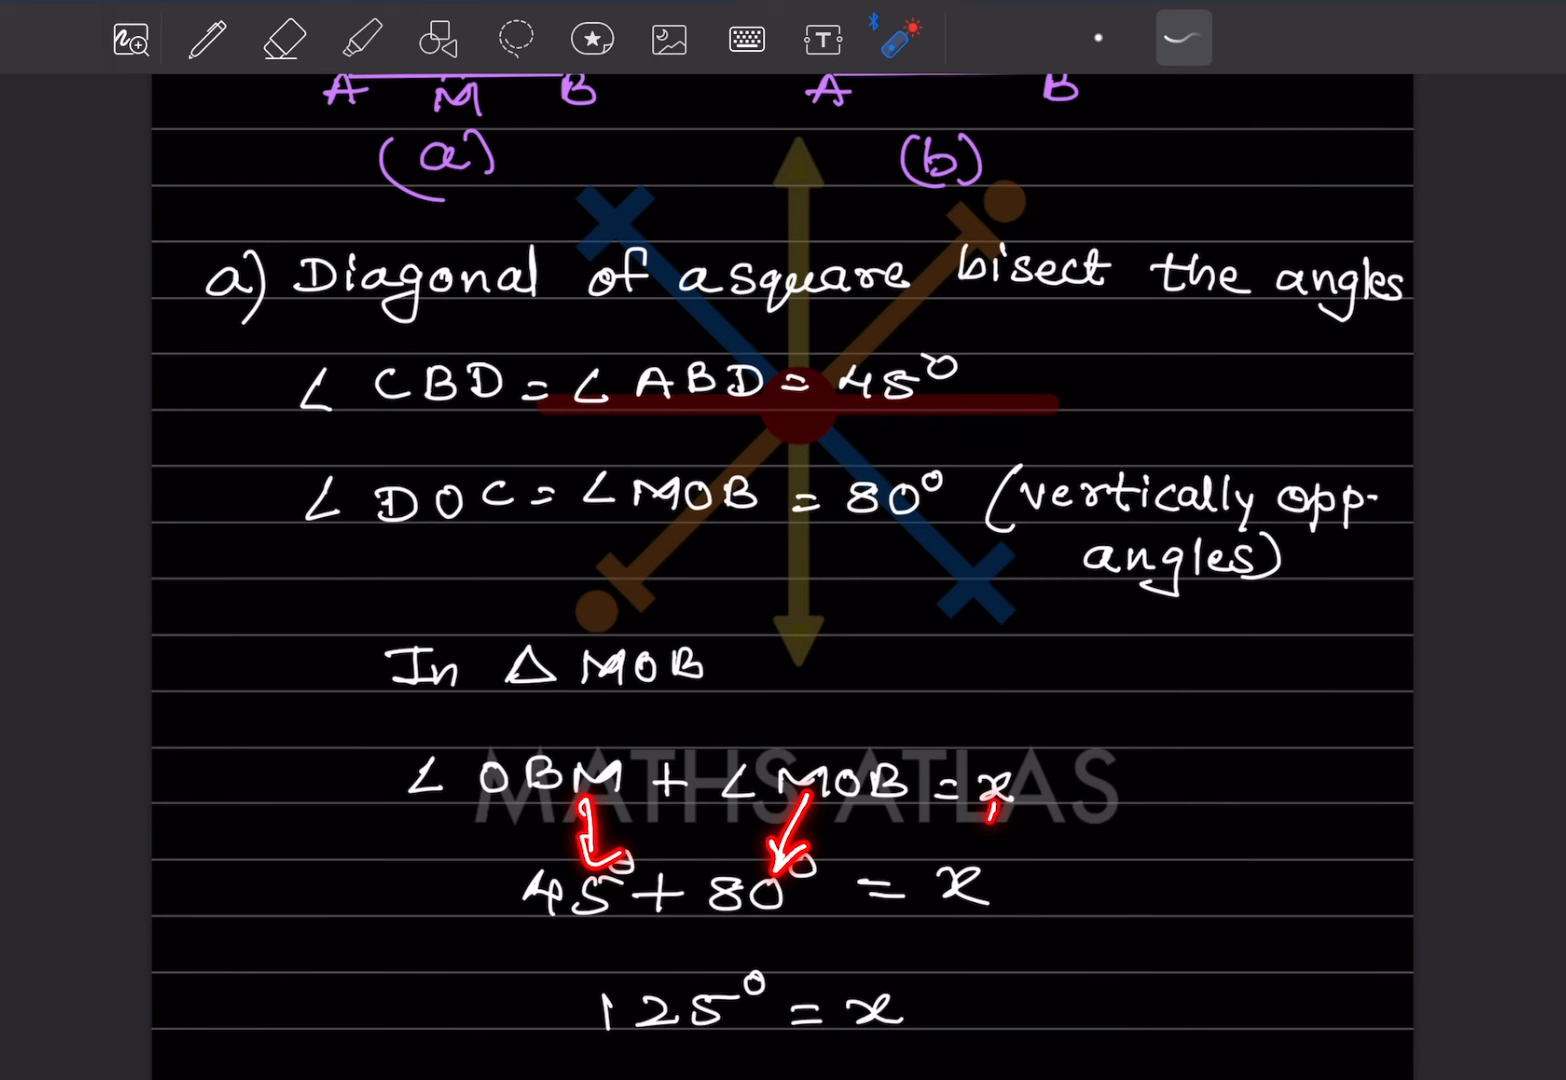 A M B A B
(a) (b)
a) Diagonal of a square bisect the angles
∠ CBD = ∠ ABD = 45°
∠ DOC = ∠ MOB = 80° (vertically opp. angles)
In △ MOB
MATHS ATLAS
∠ OBM + ∠ MOB = x
45° + 80° = x
125° = x